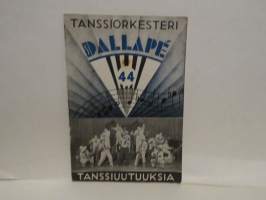 TANSSIORKESTERI
DALLAPÉ
44
TANSSIUUTUUKSIA